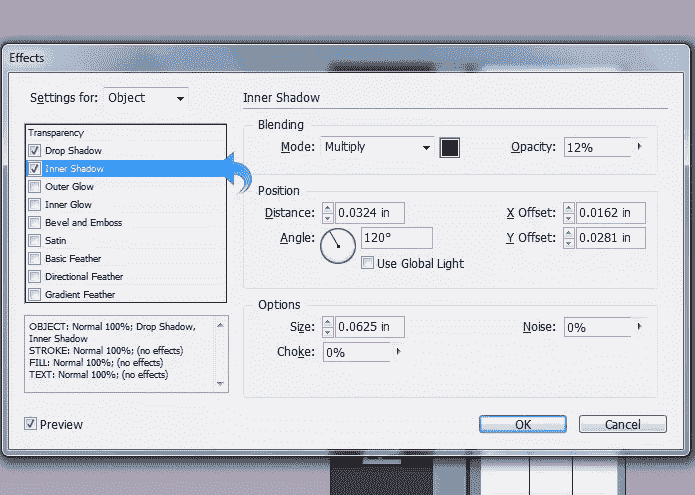 Effects
Settings for: Object
Inner Shadow
Transparency
Drop Shadow
Inner Shadow
Outer Glow
Inner Glow
Bevel and Emboss
Satin
Basic Feather
Directional Feather
Gradient Feather
OBJECT: Normal 100%; Drop Shadow,
Inner Shadow
STROKE: Normal 100%; (no effects)
FILL: Normal 100%; (no effects)
TEXT: Normal 100%; (no effects)
Blending
Mode: Multiply Opacity: 12%
Position
Distance: 0.0324 in X Offset: 0.0162 in
Angle: 120° Y Offset: 0.0281 in
Use Global Light
Options
Size: 0.0625 in Noise: 0%
Choke: 0%
Preview
OK Cancel